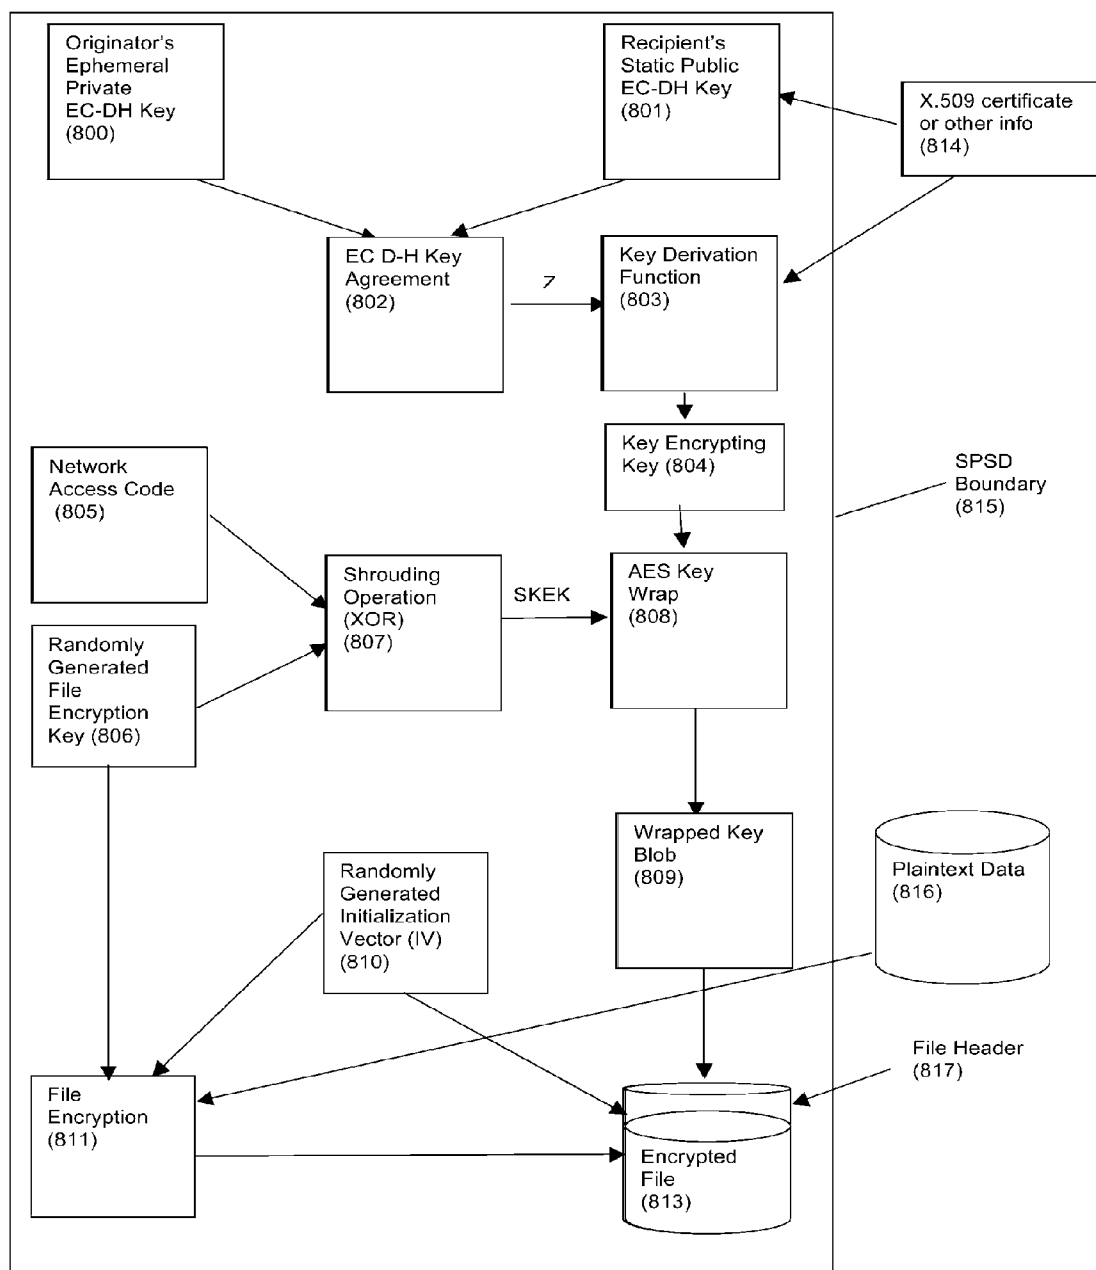 Originator's
Ephemeral
Private
EC-DH Key
(800)
Recipient's
Static Public
EC-DH Key
(801)
X.509 certificate
or other info
(814)
EC D-H Key
Agreement
(802)
7
Key Derivation
Function
(803)
Key Encrypting
Key (804)
Network
Access Code
(805)
SPSD
Boundary
(815)
Shrouding
Operation
(XOR)
(807)
SKEK
AES Key
Wrap
(808)
Randomly
Generated
File
Encryption
Key (806)
Wrapped Key
Blob
(809)
Plaintext Data
(816)
Randomly
Generated
Initialization
Vector (IV)
(810)
File Header
(817)
File
Encryption
(811)
Encrypted
File
(813)